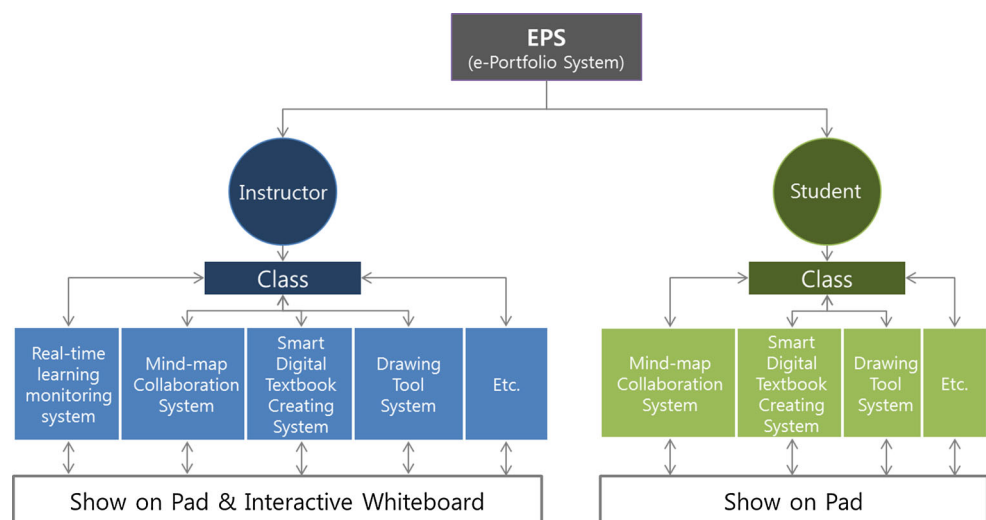 EPS
(e-Portfolio System)
Instructor
Student
Class
Class
Real-time
learning
monitoring
system
Mind-map
Collaboration
System
Smart
Digital
Textbook
Creating
System
Drawing
Tool
System
Etc.
Mind-map
Collaboration
System
Smart
Digital
Textbook
Creating
System
Drawing
Tool
System
Etc.
Show on Pad & Interactive Whiteboard
Show on Pad